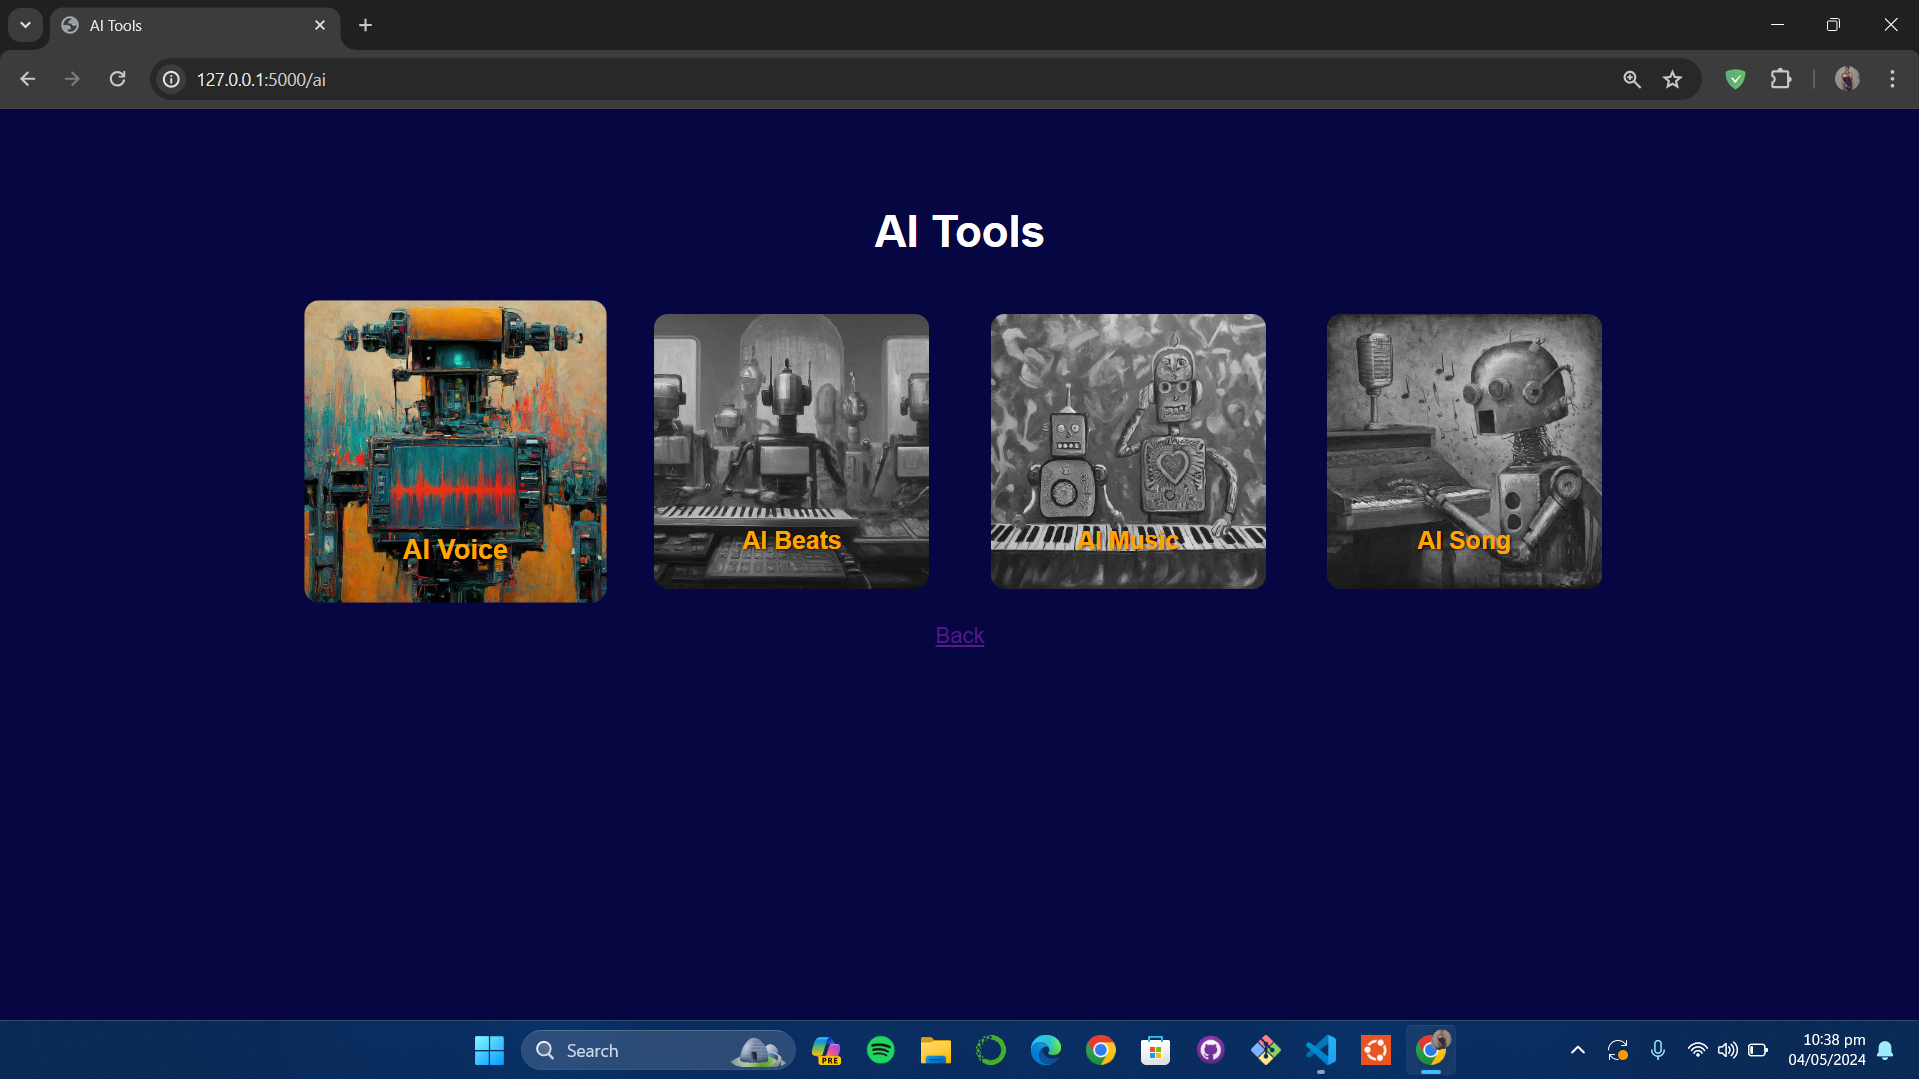 AI Tools
127.0.0.1:5000/ai
AI Tools
AI Voice
AI Beats
AI Music
AI Song
Back
Search
PRE
10:38 pm
04/05/2024